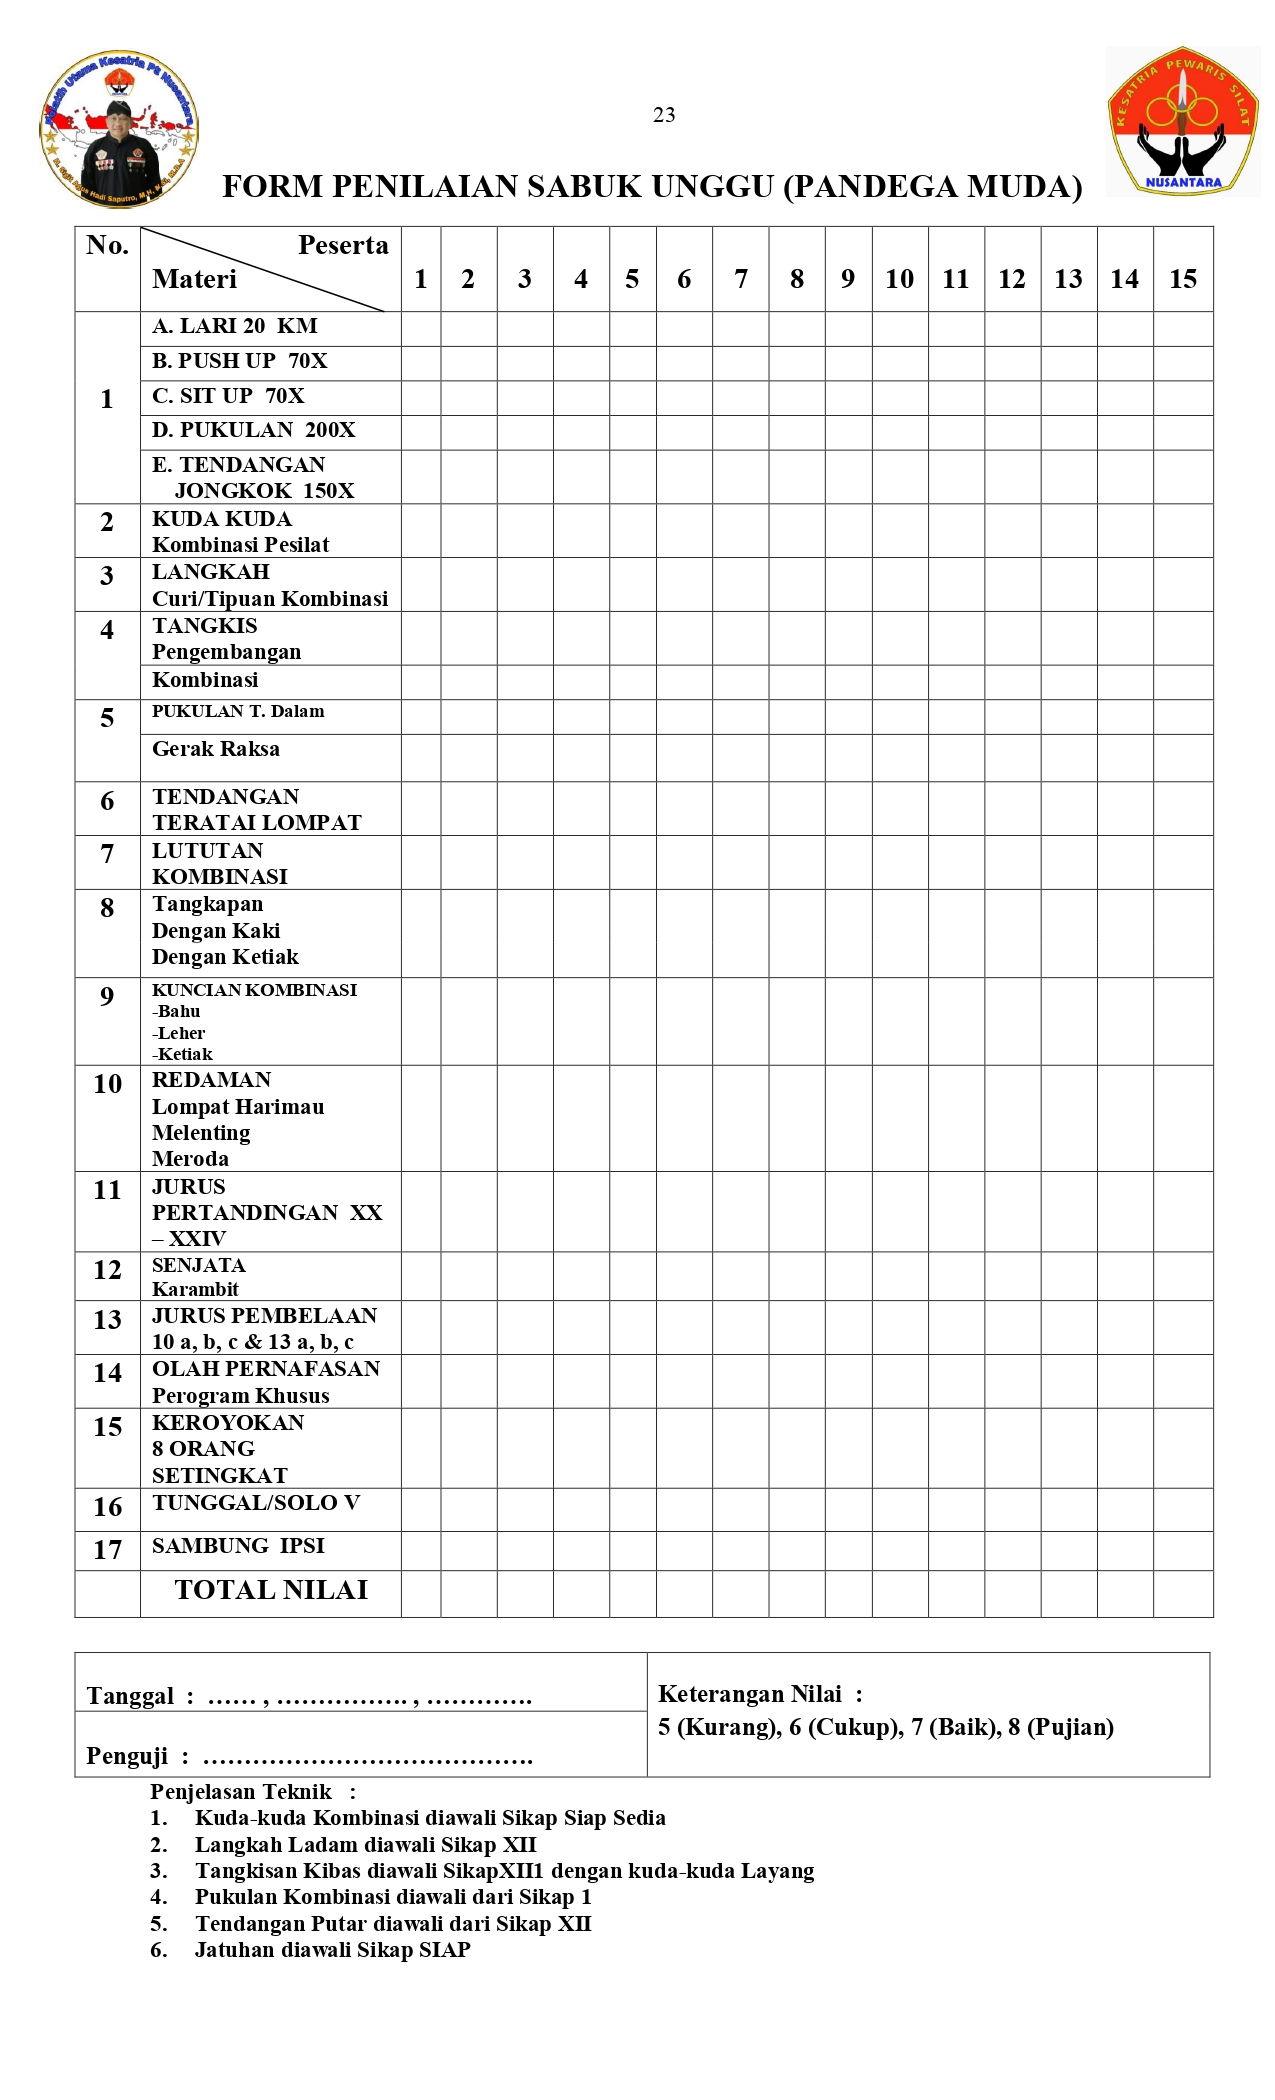 Pelatih Utama Kesatria PS Nusantara
Agus Hadi Saputro, M.H,
KESATRIA PEWARIS SILAT
NUSANTARA
23
FORM PENILAIAN SABUK UNGGU (PANDEGA MUDA)
No. Peserta
Materi 1 2 3 4 5 6 7 8 9 10 11 12 13 14 15
A. LARI 20 KM
B. PUSH UP 70X
1 C. SIT UP 70X
D. PUKULAN 200X
E. TENDANGAN
JONGKOK 150X
2 KUDA KUDA
Kombinasi Pesilat
3 LANGKAH
Curi/Tipuan Kombinasi
4 TANGKIS
Pengembangan
Kombinasi
5 PUKULAN T. Dalam
Gerak Raksa
6 TENDANGAN
TERATAI LOMPAT
7 LUTUTAN
KOMBINASI
8 Tangkapan
Dengan Kaki
Dengan Ketiak
9 KUNCIAN KOMBINASI
-Bahu
-Leher
-Ketiak
10 REDAMAN
Lompat Harimau
Melenting
Meroda
11 JURUS
PERTANDINGAN XX
– XXIV
12 SENJATA
Karambit
13 JURUS PEMBELAAN
10 a, b, c & 13 a, b, c
14 OLAH PERNAFASAN
Perogram Khusus
15 KEROYOKAN
8 ORANG
SETINGKAT
16 TUNGGAL/SOLO V
17 SAMBUNG IPSI
TOTAL NILAI
Tanggal : …… , ……………. , ………….
Penguji : ………………………………….
Keterangan Nilai :
5 (Kurang), 6 (Cukup), 7 (Baik), 8 (Pujian)
Penjelasan Teknik :
1. Kuda-kuda Kombinasi diawali Sikap Siap Sedia
2. Langkah Ladam diawali Sikap XII
3. Tangkisan Kibas diawali SikapXII1 dengan kuda-kuda Layang
4. Pukulan Kombinasi diawali dari Sikap 1
5. Tendangan Putar diawali dari Sikap XII
6. Jatuhan diawali Sikap SIAP